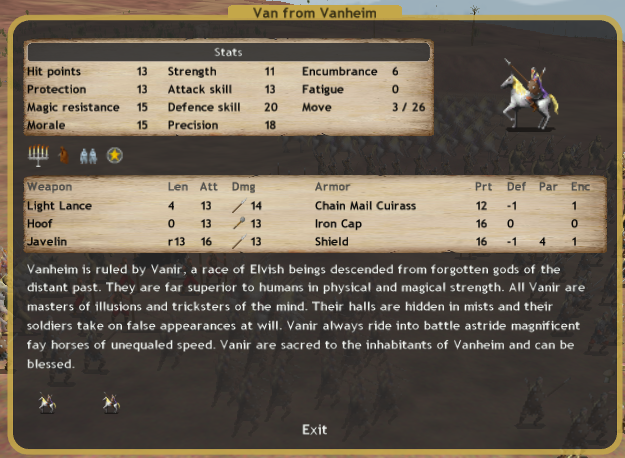 Van from Vanheim
Stats
Hit points 13 Strength 11 Encumbrance 6
Protection 13 Attack skill 13 Fatigue 0
Magic resistance 15 Defence skill 20 Move 3 / 26
Morale 15 Precision 18
Weapon Len Att Dmg Armor Prt Def Par Enc
Light Lance 4 13 14 Chain Mail Cuirass 12 -1 1
Hoof 0 13 13 Iron Cap 16 0 0
Javelin r13 16 13 Shield 16 -1 4 1
Vanheim is ruled by Vanir, a race of Elvish beings descended from forgotten gods of the
distant past. They are far superior to humans in physical and magical strength. All Vanir are
masters of illusions and tricksters of the mind. Their halls are hidden in mists and their
soldiers take on false appearances at will. Vanir always ride into battle astride magnificent
fay horses of unequaled speed. Vanir are sacred to the inhabitants of Vanheim and can be
blessed.
Exit